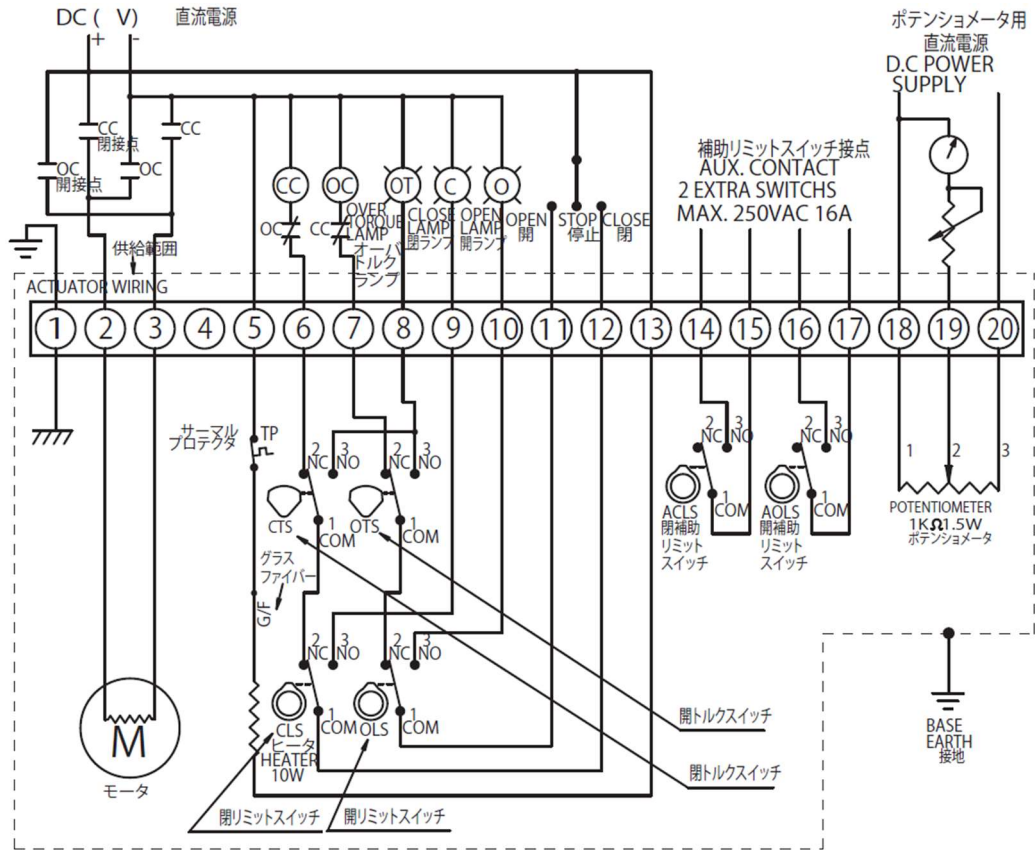 DC ( V) 直流電源
+ -
ポテンショメータ用
直流電源
D.C POWER
SUPPLY
CC
閉接点
CC
OC
開接点
OC
補助リミットスイッチ接点
AUX. CONTACT
2 EXTRA SWITCHS
MAX. 250VAC 16A
CC
OC
OT
C
O
OC
CC
OVER
TORQUE
LAMP
オーバ
トルク
ランプ
CLOSE
LAMP
閉ランプ
OPEN
LAMP
開ランプ
OPEN
開
STOP
停止
CLOSE
閉
供給範囲
ACTUATOR WIRING
1 2 3 4 5 6 7 8 9 10 11 12 13 14 15 16 17 18 19 20
サーマル
プロテクタ
TP
2
NC
3
NO
1
COM
CTS
2
NC
3
NO
1
COM
OTS
2
NC
3
NO
1
COM
ACLS
閉補助
リミット
スイッチ
2
NC
3
NO
1
COM
AOLS
開補助
リミット
スイッチ
1 2 3
POTENTIOMETER
1KΩ1.5W
ポテンショメータ
グラス
ファイバー
G/F
2
NC
3
NO
1
COM
CLS
ヒータ
HEATER
10W
2
NC
3
NO
1
COM
OLS
M
モータ
開トルクスイッチ
閉トルクスイッチ
閉リミットスイッチ
開リミットスイッチ
BASE
EARTH
接地